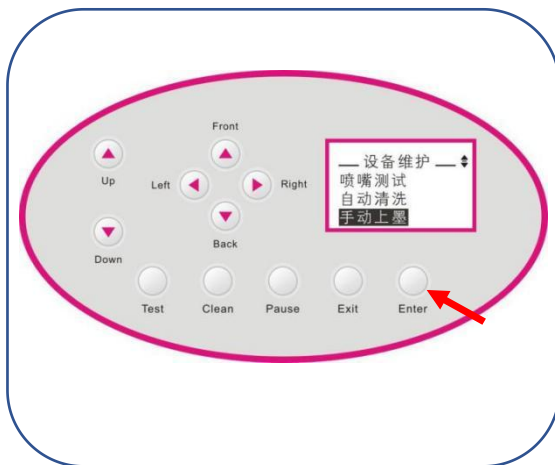 Front
Up
Left
Right
Back
Down
设备维护
喷嘴测试
自动清洗
手动上墨
Test
Clean
Pause
Exit
Enter